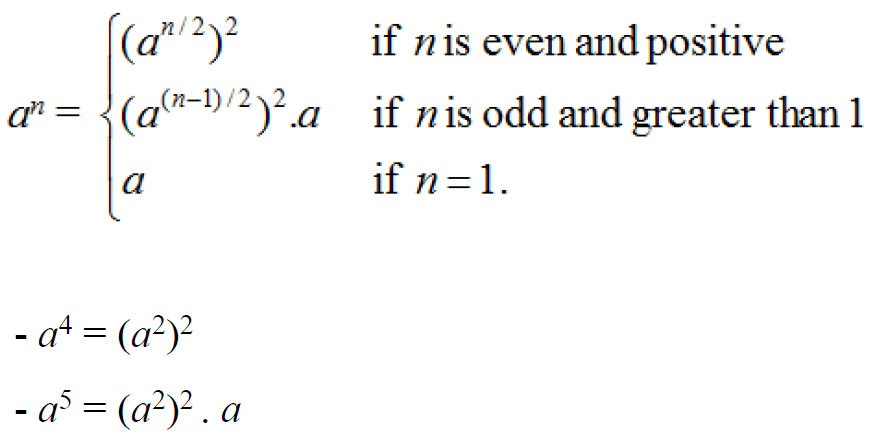 (a^{n/2})^2 if n is even and positive
a^n = { (a^{(n−1)/2})^2 .a if n is odd and greater than 1
a if n = 1.
- a^4 = (a^2)^2
- a^5 = (a^2)^2 . a